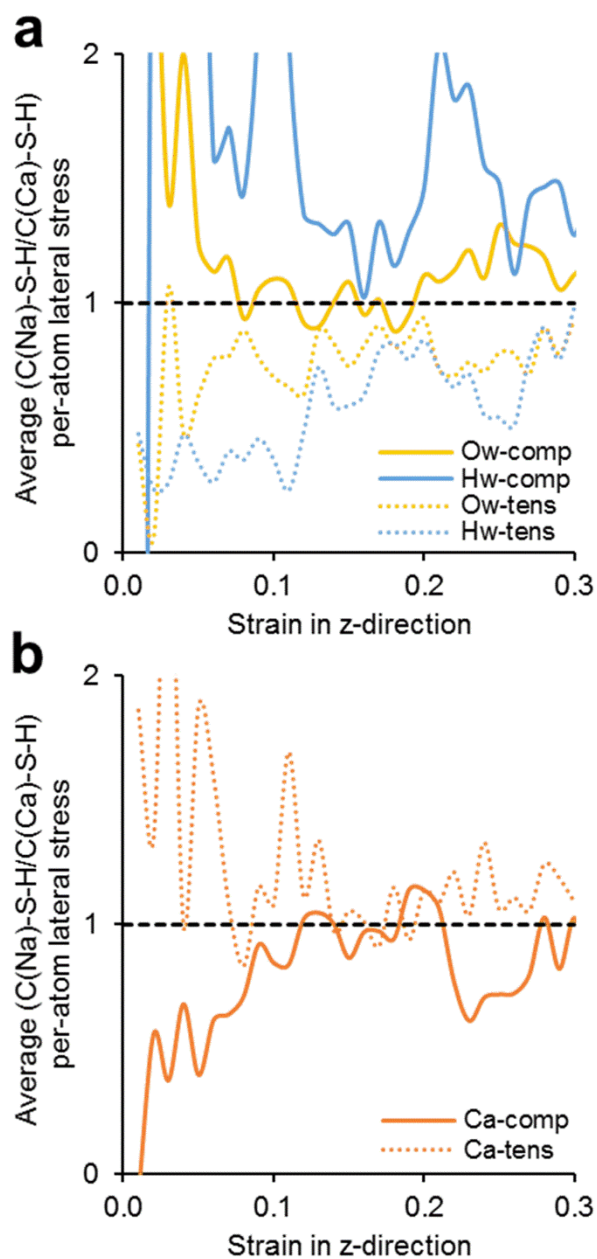 a
Average (C(Na)-S-H/C(Ca)-S-H)
per-atom lateral stress
2
1
0
Ow-comp
Hw-comp
Ow-tens
Hw-tens
0.0 0.1 0.2 0.3
Strain in z-direction
b
Average (C(Na)-S-H/C(Ca)-S-H)
per-atom lateral stress
2
1
0
Ca-comp
Ca-tens
0.0 0.1 0.2 0.3
Strain in z-direction